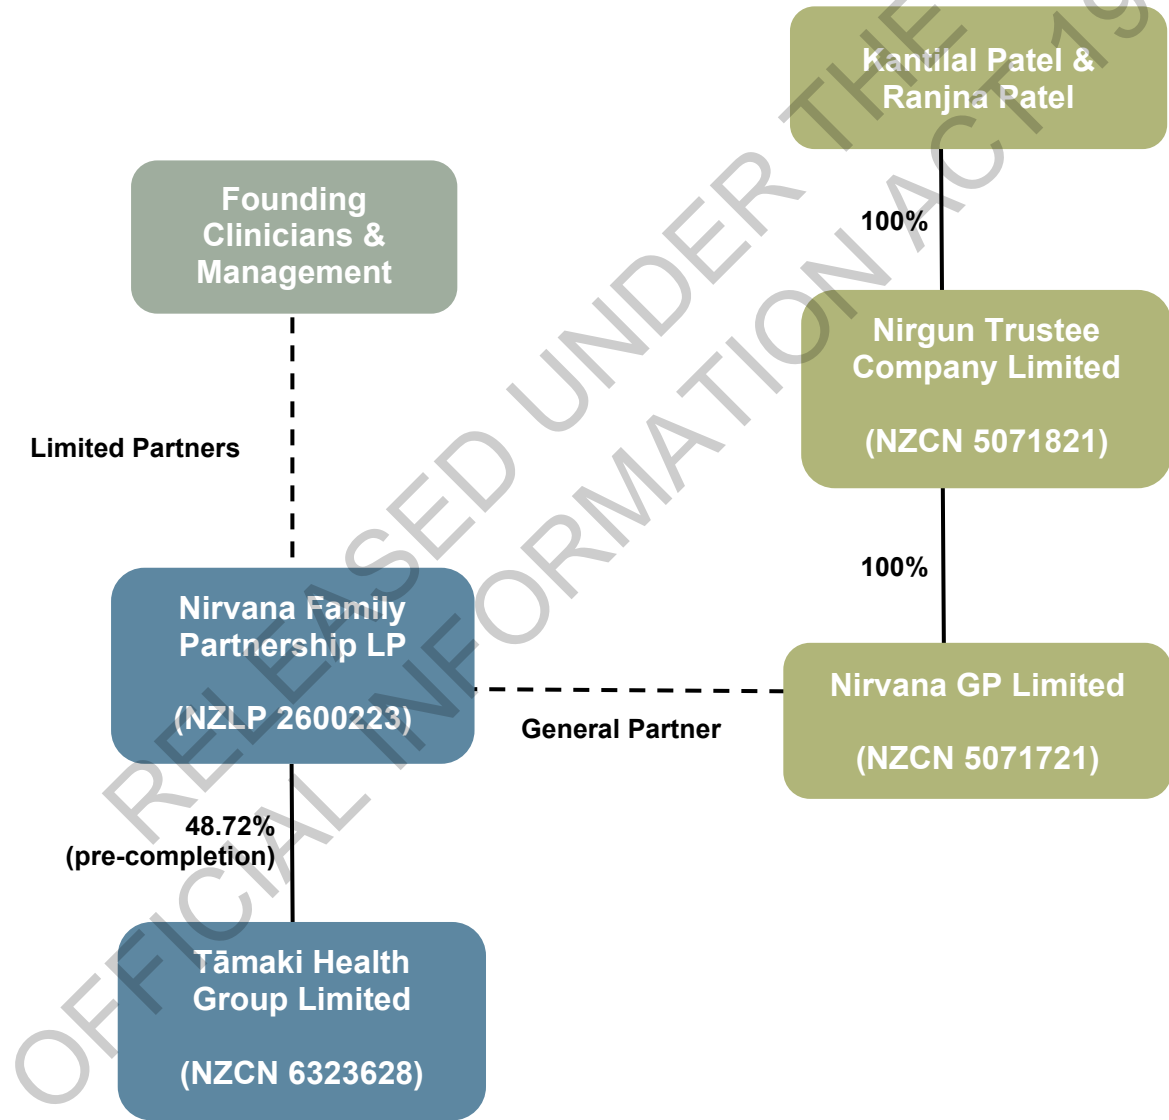 Kantilal Patel &
Ranjna Patel
100%
Founding
Clinicians &
Management
Nirgun Trustee
Company Limited
(NZCN 5071821)
Limited Partners
100%
Nirvana Family
Partnership LP
(NZLP 2600223)
General Partner
Nirvana GP Limited
(NZCN 5071721)
48.72%
(pre-completion)
Tāmaki Health
Group Limited
(NZCN 6323628)
RELEASED UNDER THE
OFFICIAL INFORMATION ACT 19